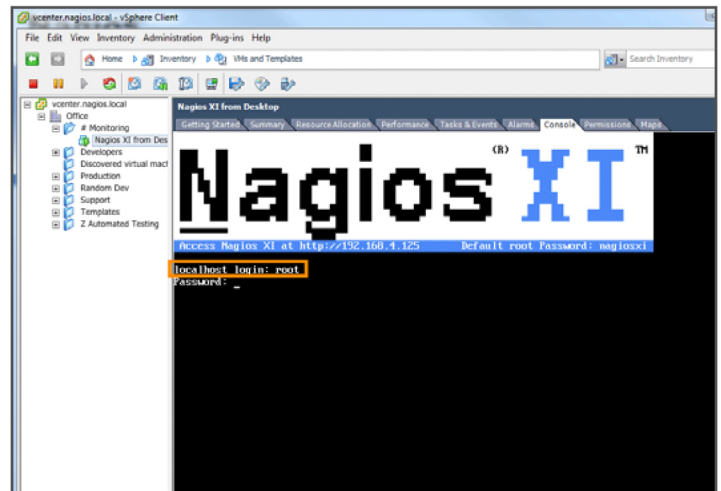 vcenter.nagios.local - vSphere Client
File Edit View Inventory Administration Plug-ins Help
Home Inventory VMs and Templates Search Inventory
vcenter.nagios.local
Office
# Monitoring
Nagios XI from Des
Developers
Discovered virtual mach
Production
Random Dev
Support
Templates
Z Automated Testing
Nagios XI from Desktop
Getting Started Summary Resource Allocation Performance Tasks & Events Alarms Console Permissions Maps
Nagios (R) XI TM
Access Nagios XI at http://192.168.4.125 Default root Password: nagiosxi
localhost login: root
Password: _